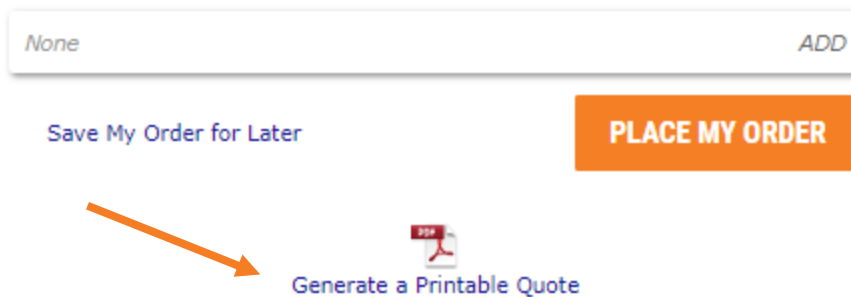 None ADD
Save My Order for Later PLACE MY ORDER
PDF
Generate a Printable Quote